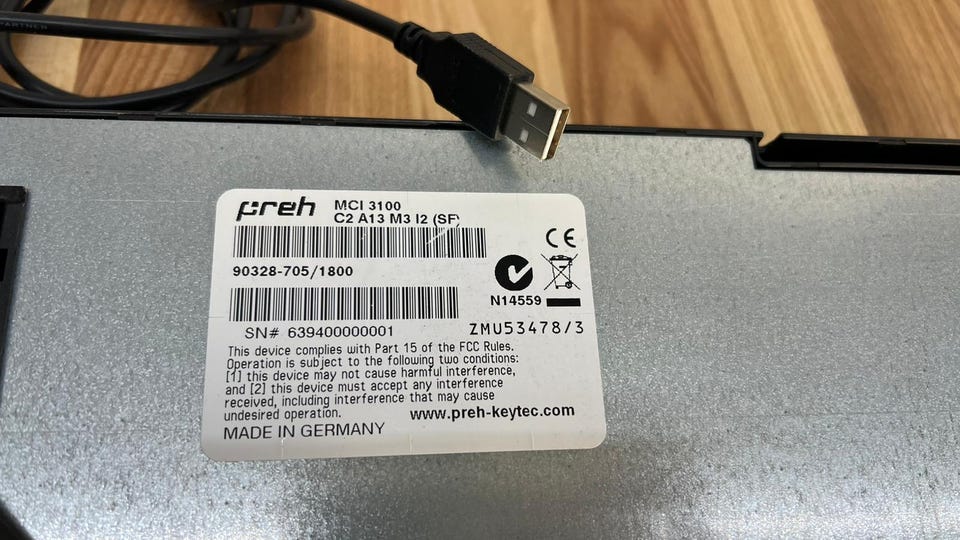 PARTNER
preh MCI 3100
C2 A13 M3 I2 (SF)
90328-705/1800
CE
N14559
SN# 639400000001 ZMU53478/3
This device complies with Part 15 of the FCC Rules.
Operation is subject to the following two conditions:
[1] this device may not cause harmful interference,
and [2] this device must accept any interference
received, including interference that may cause
undesired operation. www.preh-keytec.com
MADE IN GERMANY